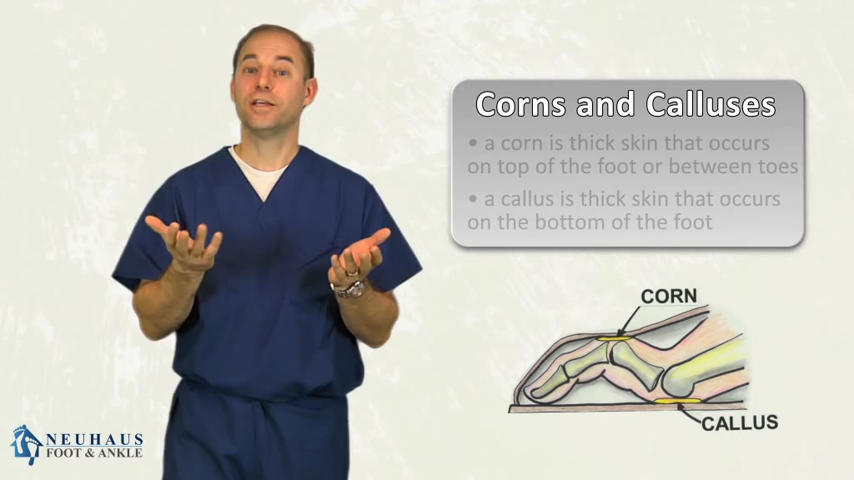 Corns and Calluses
• a corn is thick skin that occurs
on top of the foot or between toes
• a callus is thick skin that occurs
on the bottom of the foot
CORN
CALLUS
NEUHAUS
FOOT & ANKLE